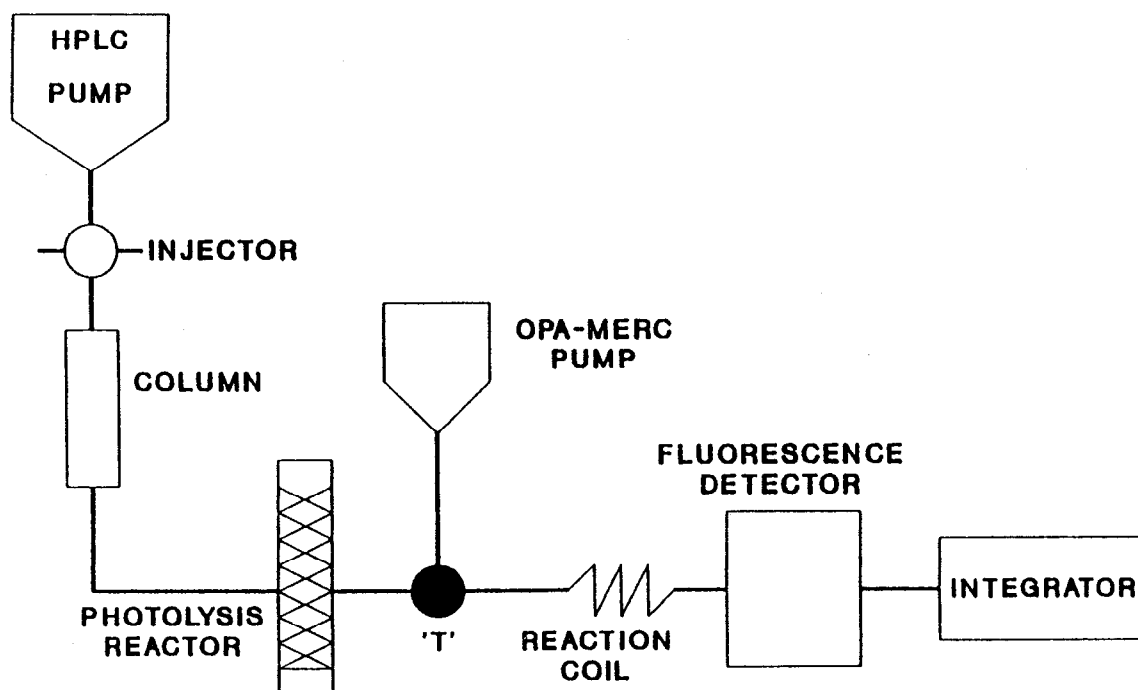 HPLC
PUMP
INJECTOR
COLUMN
OPA-MERC
PUMP
FLUORESCENCE
DETECTOR
PHOTOLYSIS
REACTOR
'T'
REACTION
COIL
INTEGRATOR